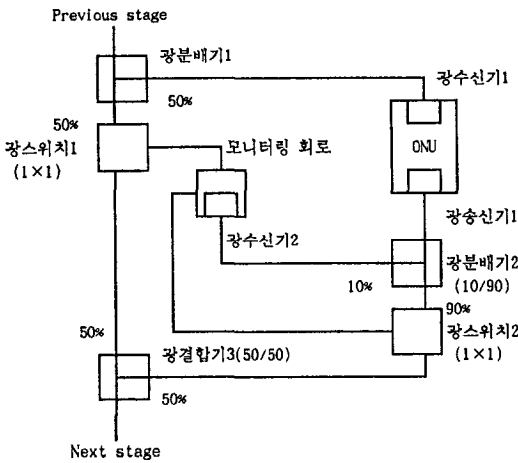 Previous stage
광분배기1
50%
광수신기1
50%
광스위치1
(1×1)
모니터링 회로
ONU
광송신기1
광수신기2
광분배기2
(10/90)
10%
90%
광스위치2
(1×1)
50%
광결합기3(50/50)
50%
Next stage